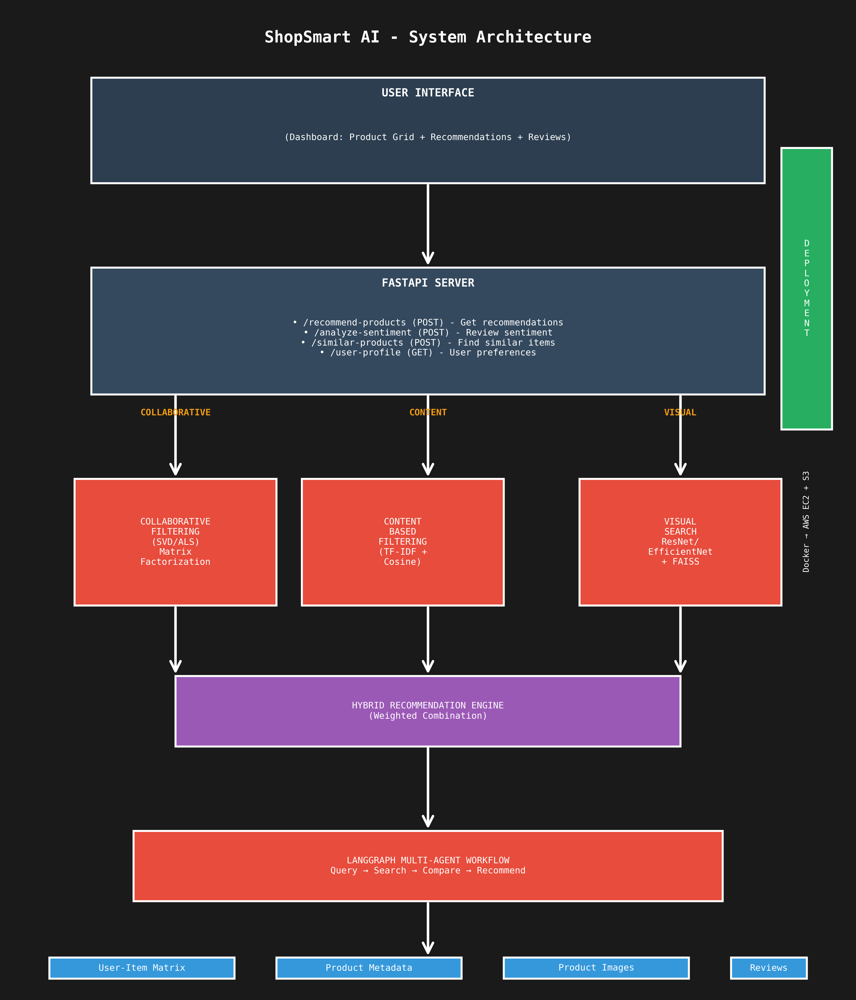 ShopSmart AI - System Architecture
USER INTERFACE
(Dashboard: Product Grid + Recommendations + Reviews)
FASTAPI SERVER
• /recommend-products (POST) - Get recommendations
• /analyze-sentiment (POST) - Review sentiment
• /similar-products (POST) - Find similar items
• /user-profile (GET) - User preferences
D
E
P
L
O
Y
M
E
N
T
COLLABORATIVE
CONTENT
VISUAL
COLLABORATIVE
FILTERING
(SVD/ALS)
Matrix
Factorization
CONTENT
BASED
FILTERING
(TF-IDF +
Cosine)
VISUAL
SEARCH
ResNet/
EfficientNet
+ FAISS
Docker → AWS EC2 + S3
HYBRID RECOMMENDATION ENGINE
(Weighted Combination)
LANGGRAPH MULTI-AGENT WORKFLOW
Query → Search → Compare → Recommend
User-Item Matrix
Product Metadata
Product Images
Reviews